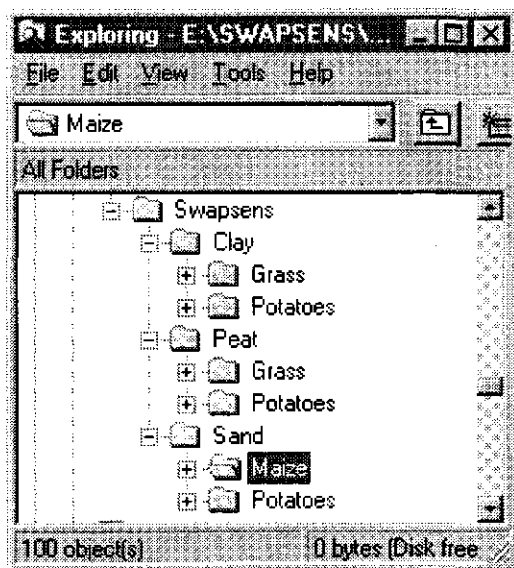 Exploring - E:\SWAPSENS\...
File Edit View Tools Help
Maize
All Folders
Swapsens
Clay
Grass
Potatoes
Peat
Grass
Potatoes
Sand
Maize
Potatoes
100 object(s) 0 bytes (Disk free